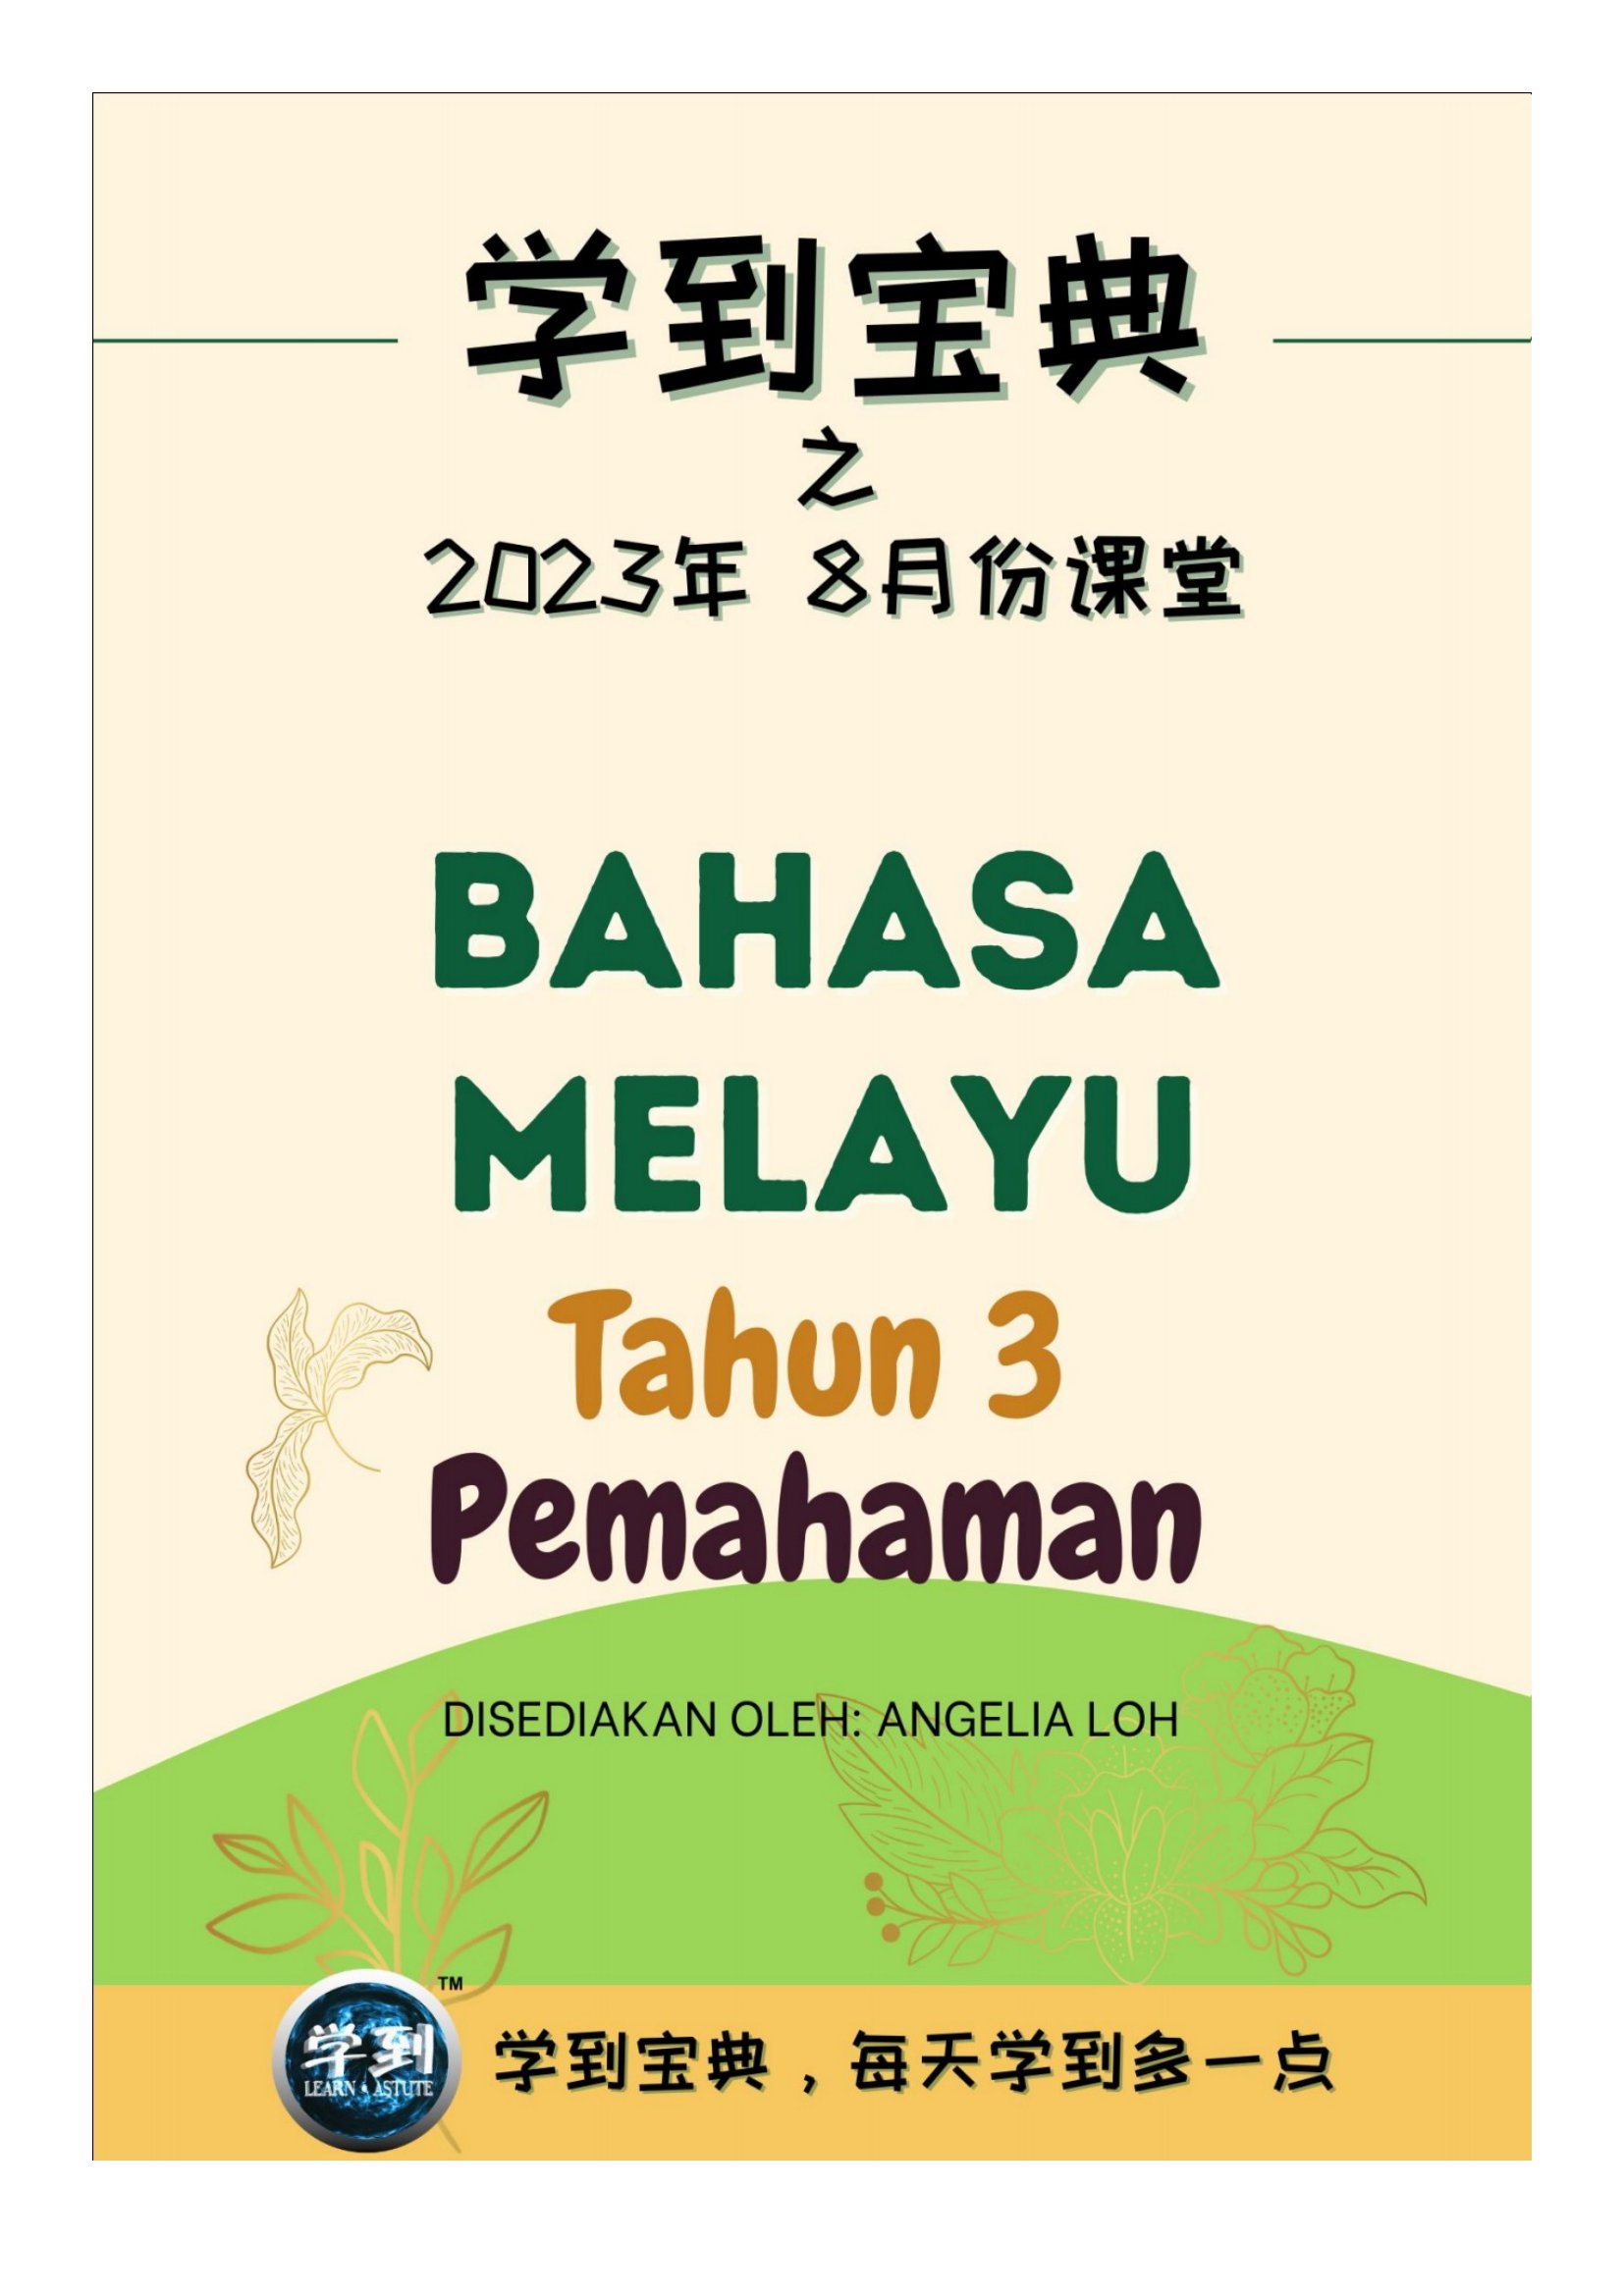 学到宝典
之
2023年 8月份课堂
BAHASA
MELAYU
Tahun 3
Pemahaman
DISEDIAKAN OLEH: ANGELIA LOH
TM
学到
LEARN ASTUTE
学到宝典，每天学到多一点